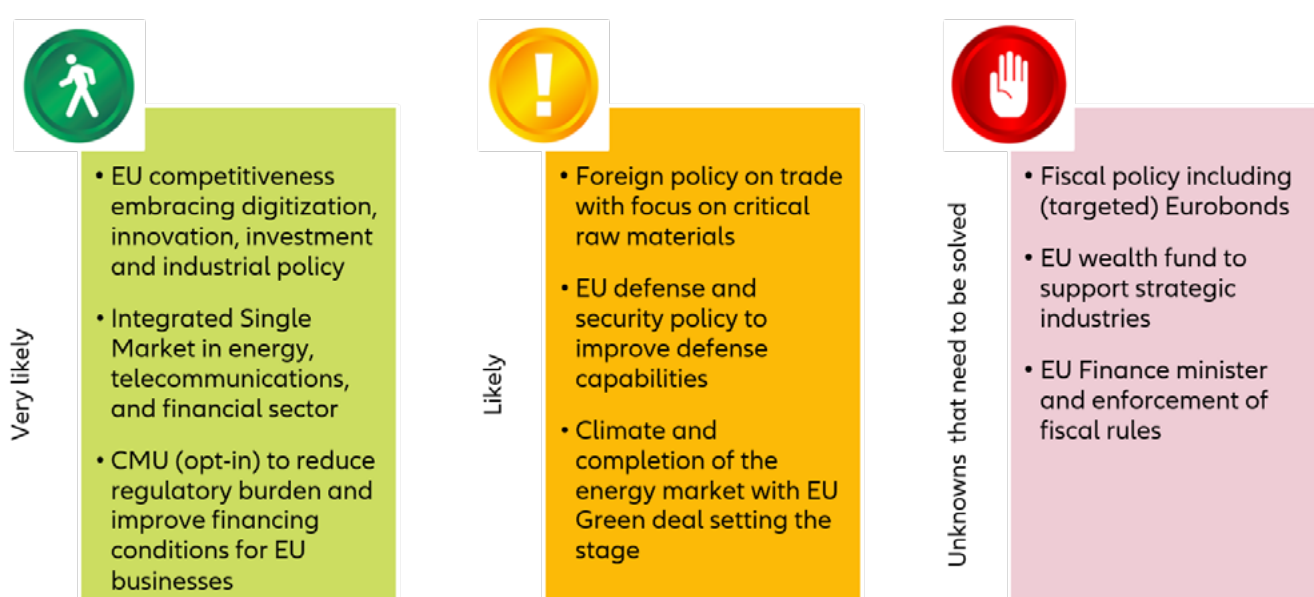 Very likely
• EU competitiveness
embracing digitization,
innovation, investment
and industrial policy
• Integrated Single
Market in energy,
telecommunications,
and financial sector
• CMU (opt-in) to reduce
regulatory burden and
improve financing
conditions for EU
businesses
Likely
• Foreign policy on trade
with focus on critical
raw materials
• EU defense and
security policy to
improve defense
capabilities
• Climate and
completion of the
energy market with EU
Green deal setting the
stage
Unknowns that need to be solved
• Fiscal policy including
(targeted) Eurobonds
• EU wealth fund to
support strategic
industries
• EU Finance minister
and enforcement of
fiscal rules